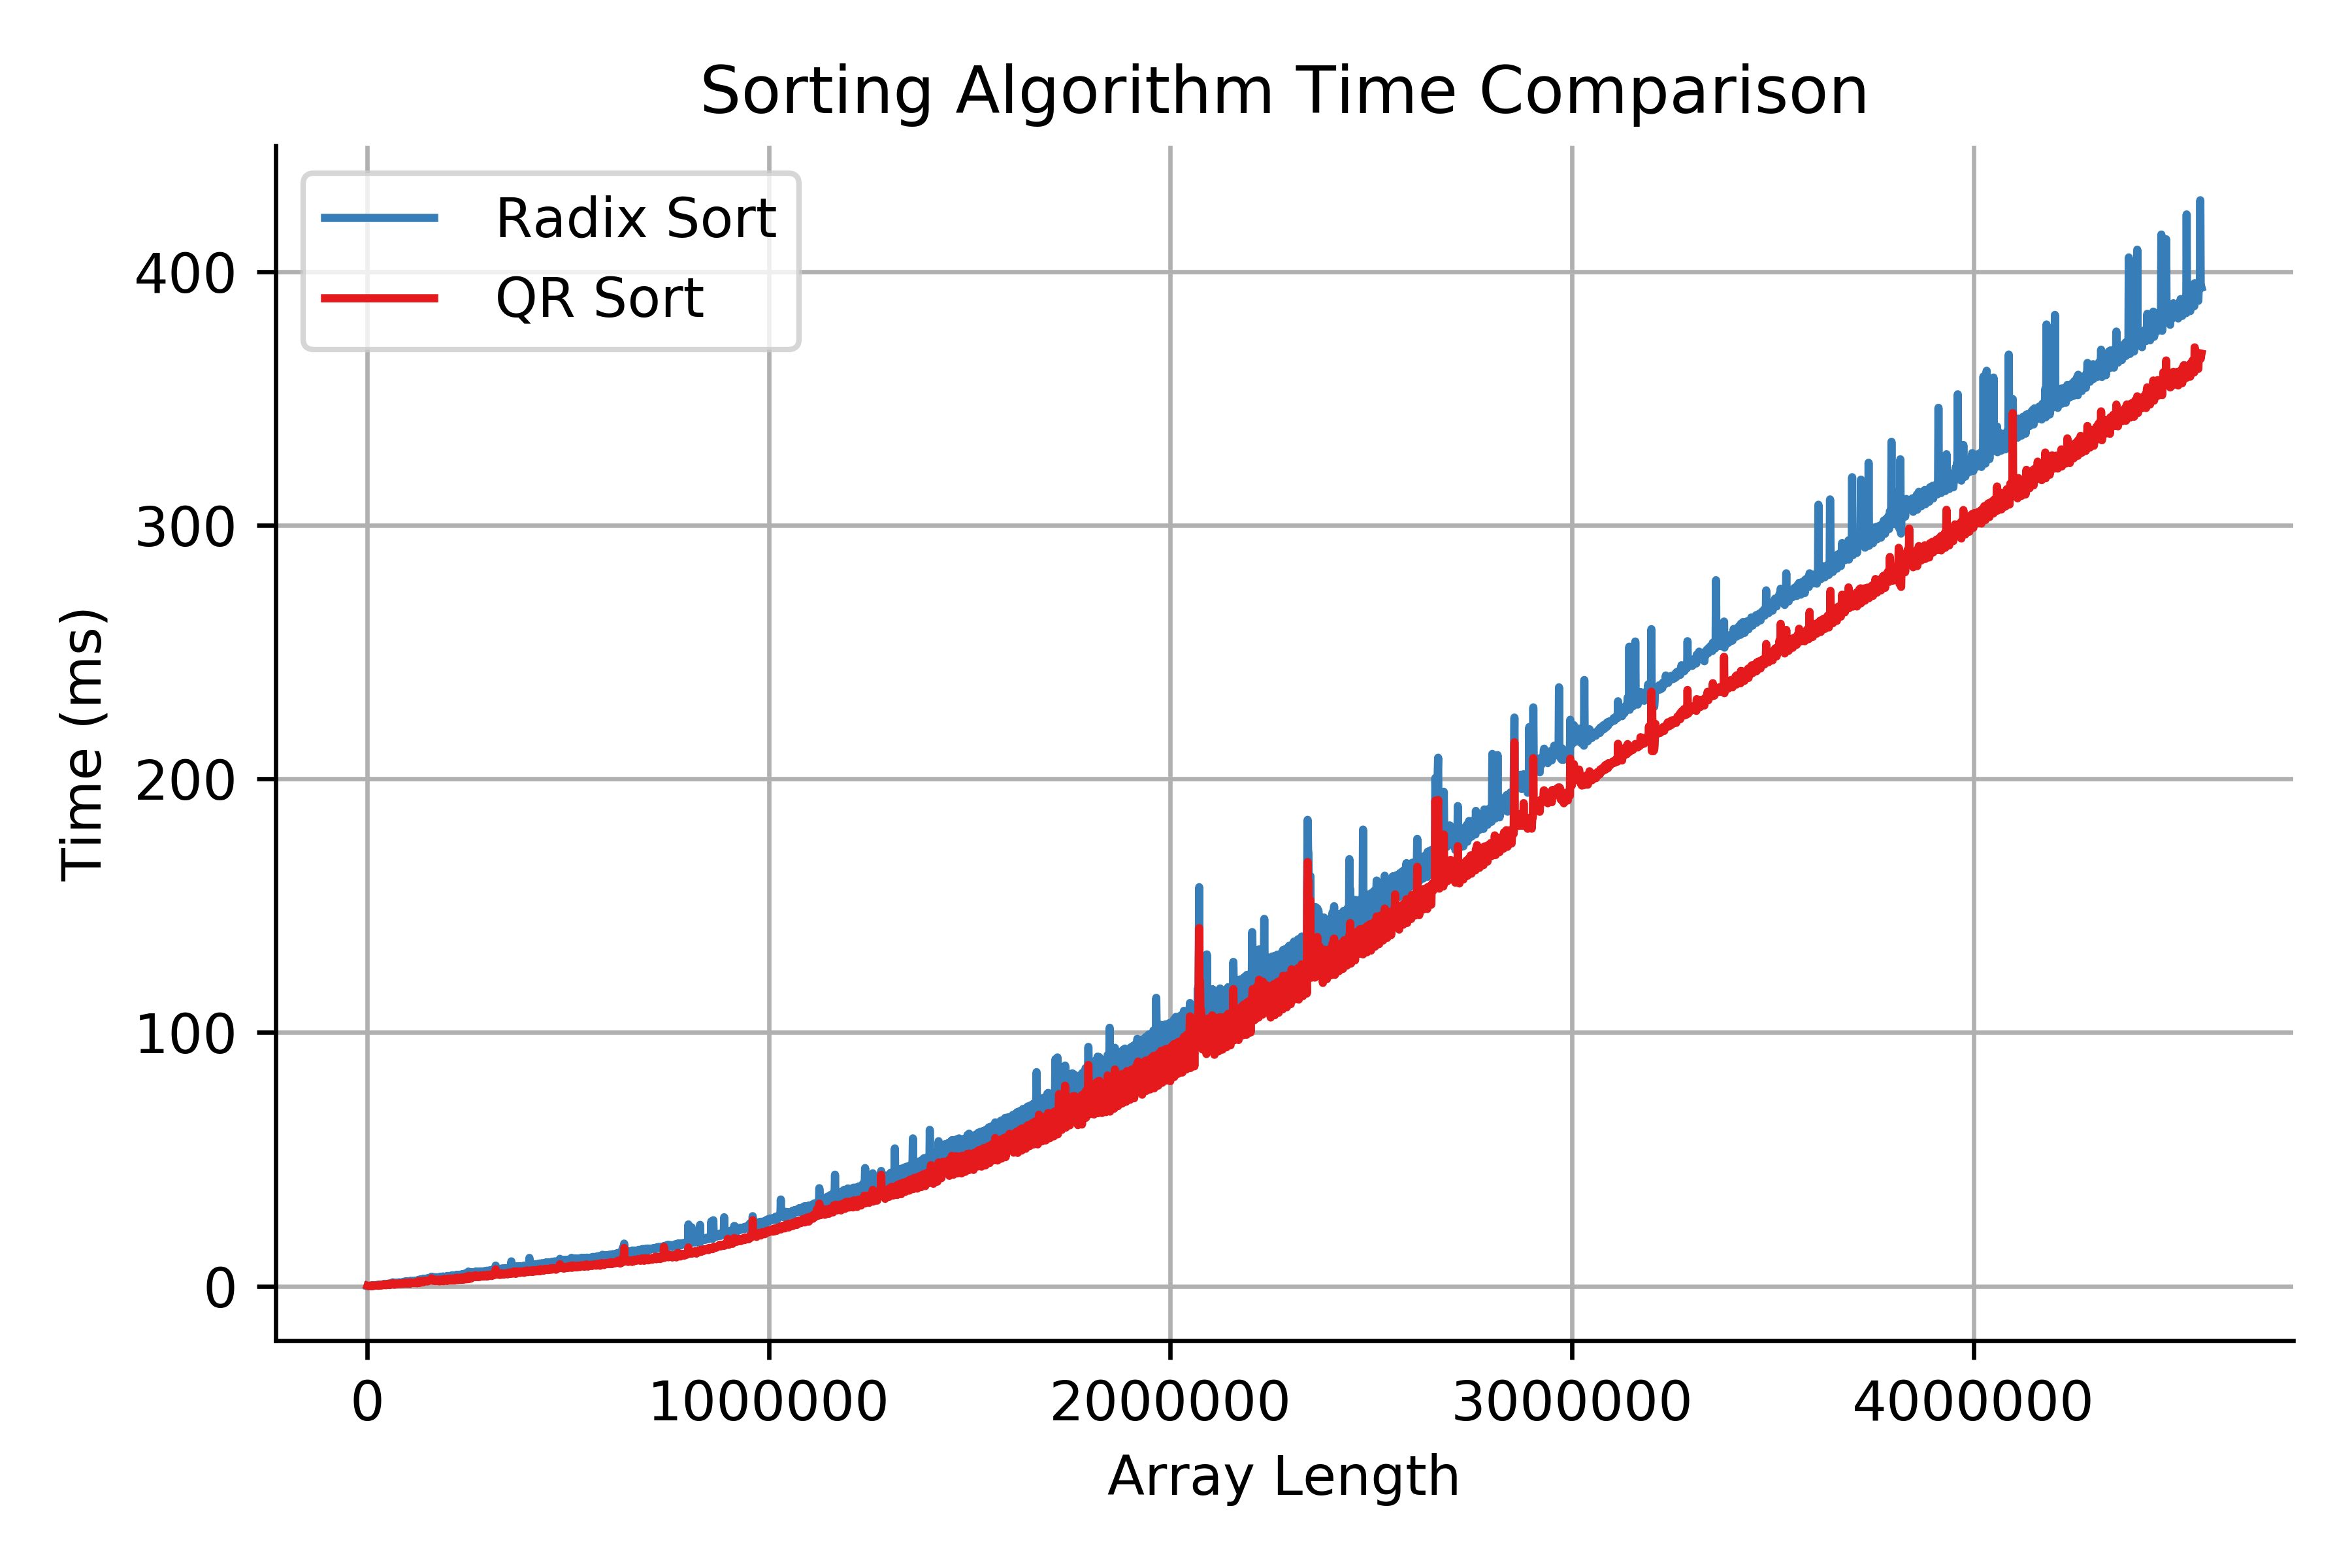 Sorting Algorithm Time Comparison
Radix Sort
QR Sort
400
300
200
100
0
Time (ms)
0 1000000 2000000 3000000 4000000
Array Length